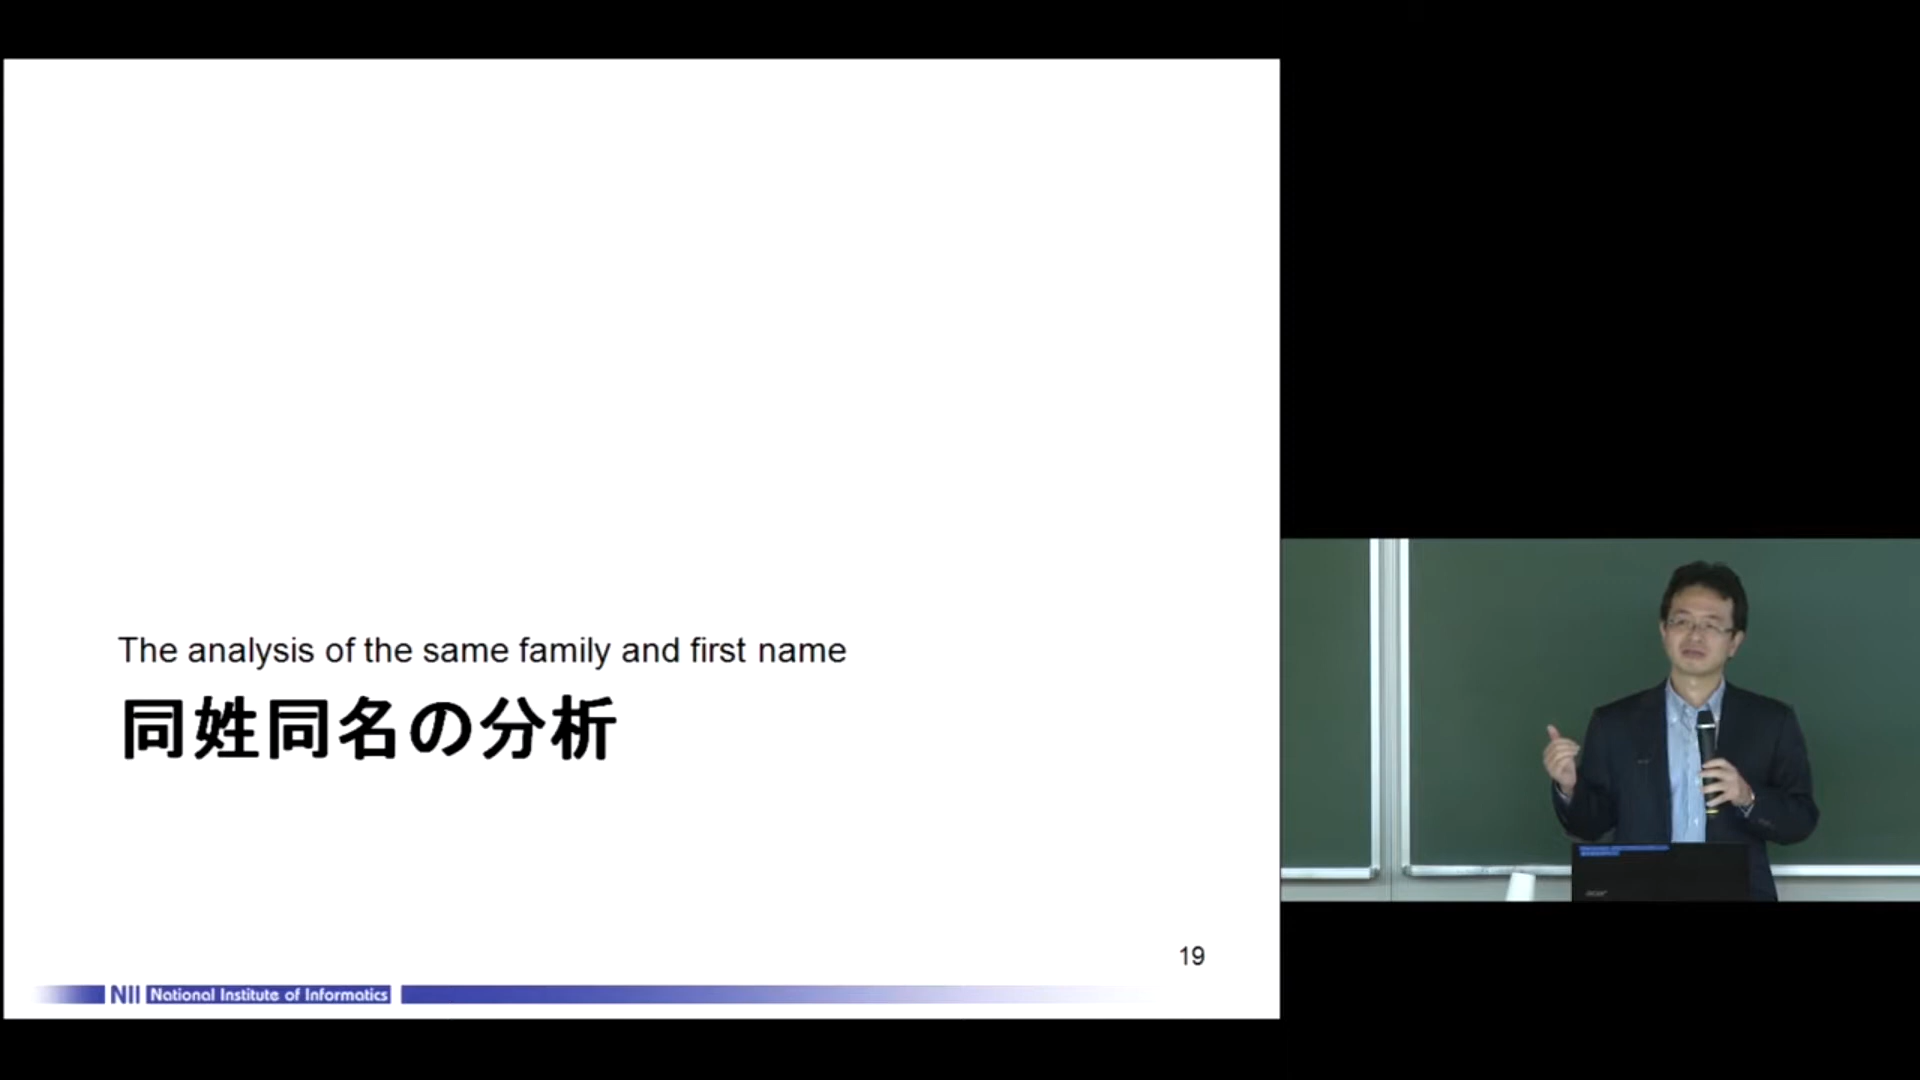 The analysis of the same family and first name
同姓同名の分析
19
NII National Institute of Informatics